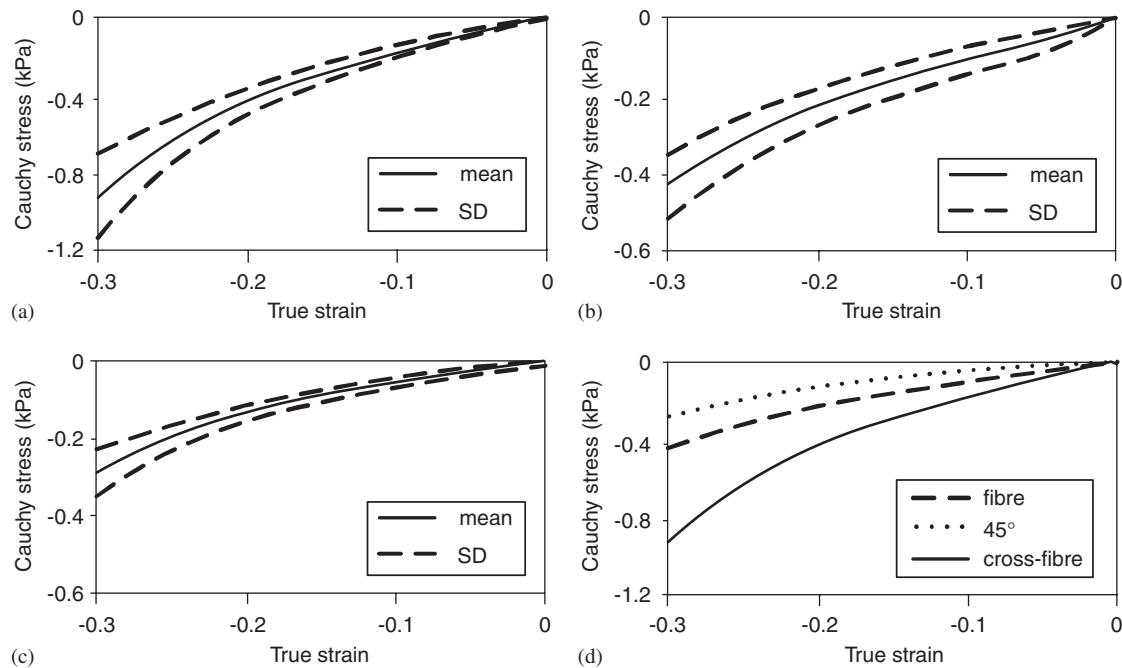 0
-0.4
-0.8
-1.2
Cauchy stress (kPa)
mean
SD
-0.3
-0.2
-0.1
0
True strain
(a)
0
-0.2
-0.4
-0.6
Cauchy stress (kPa)
mean
SD
-0.3
-0.2
-0.1
0
True strain
(b)
0
-0.2
-0.4
-0.6
Cauchy stress (kPa)
mean
SD
-0.3
-0.2
-0.1
0
True strain
(c)
0
-0.4
-0.8
-1.2
Cauchy stress (kPa)
fibre
45°
cross-fibre
-0.3
-0.2
-0.1
0
True strain
(d)